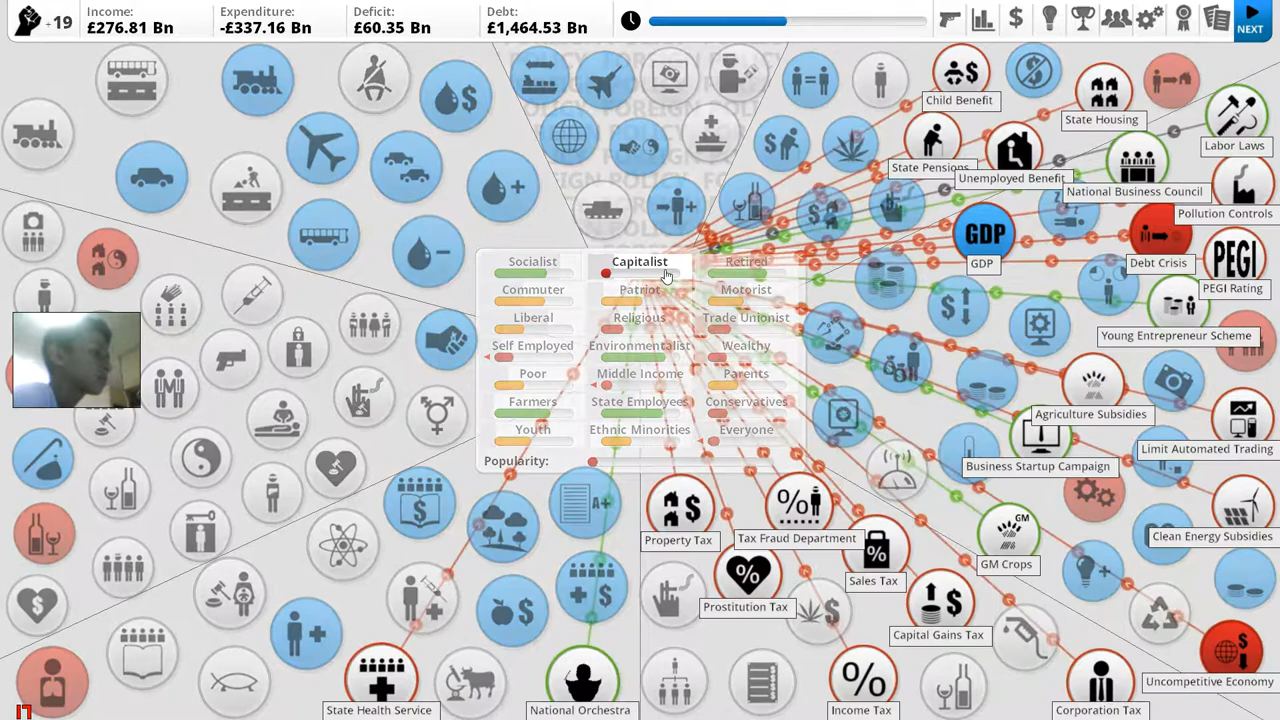 +19
Income:
£276.81 Bn
Expenditure:
-£337.16 Bn
Deficit:
£60.35 Bn
Debt:
£1,464.53 Bn
NEXT
FOREIGN POLICY
Child Benefit
State Housing
Labor Laws
State Pensions
Unemployed Benefit
National Business Council
Pollution Controls
GDP
GDP
Debt Crisis
PEGI
PEGI Rating
Young Entrepreneur Scheme
Agriculture Subsidies
Limit Automated Trading
Business Startup Campaign
Clean Energy Subsidies
GM
GM Crops
Uncompetitive Economy
Socialist
Capitalist
Retired
Commuter
Patriot
Motorist
Liberal
Religious
Trade Unionist
Self Employed
Environmentalist
Wealthy
Poor
Middle Income
Parents
Farmers
State Employees
Conservatives
Youth
Ethnic Minorities
Everyone
Popularity:
Property Tax
Tax Fraud Department
Sales Tax
Prostitution Tax
Capital Gains Tax
State Health Service
National Orchestra
Income Tax
Corporation Tax
A+
17